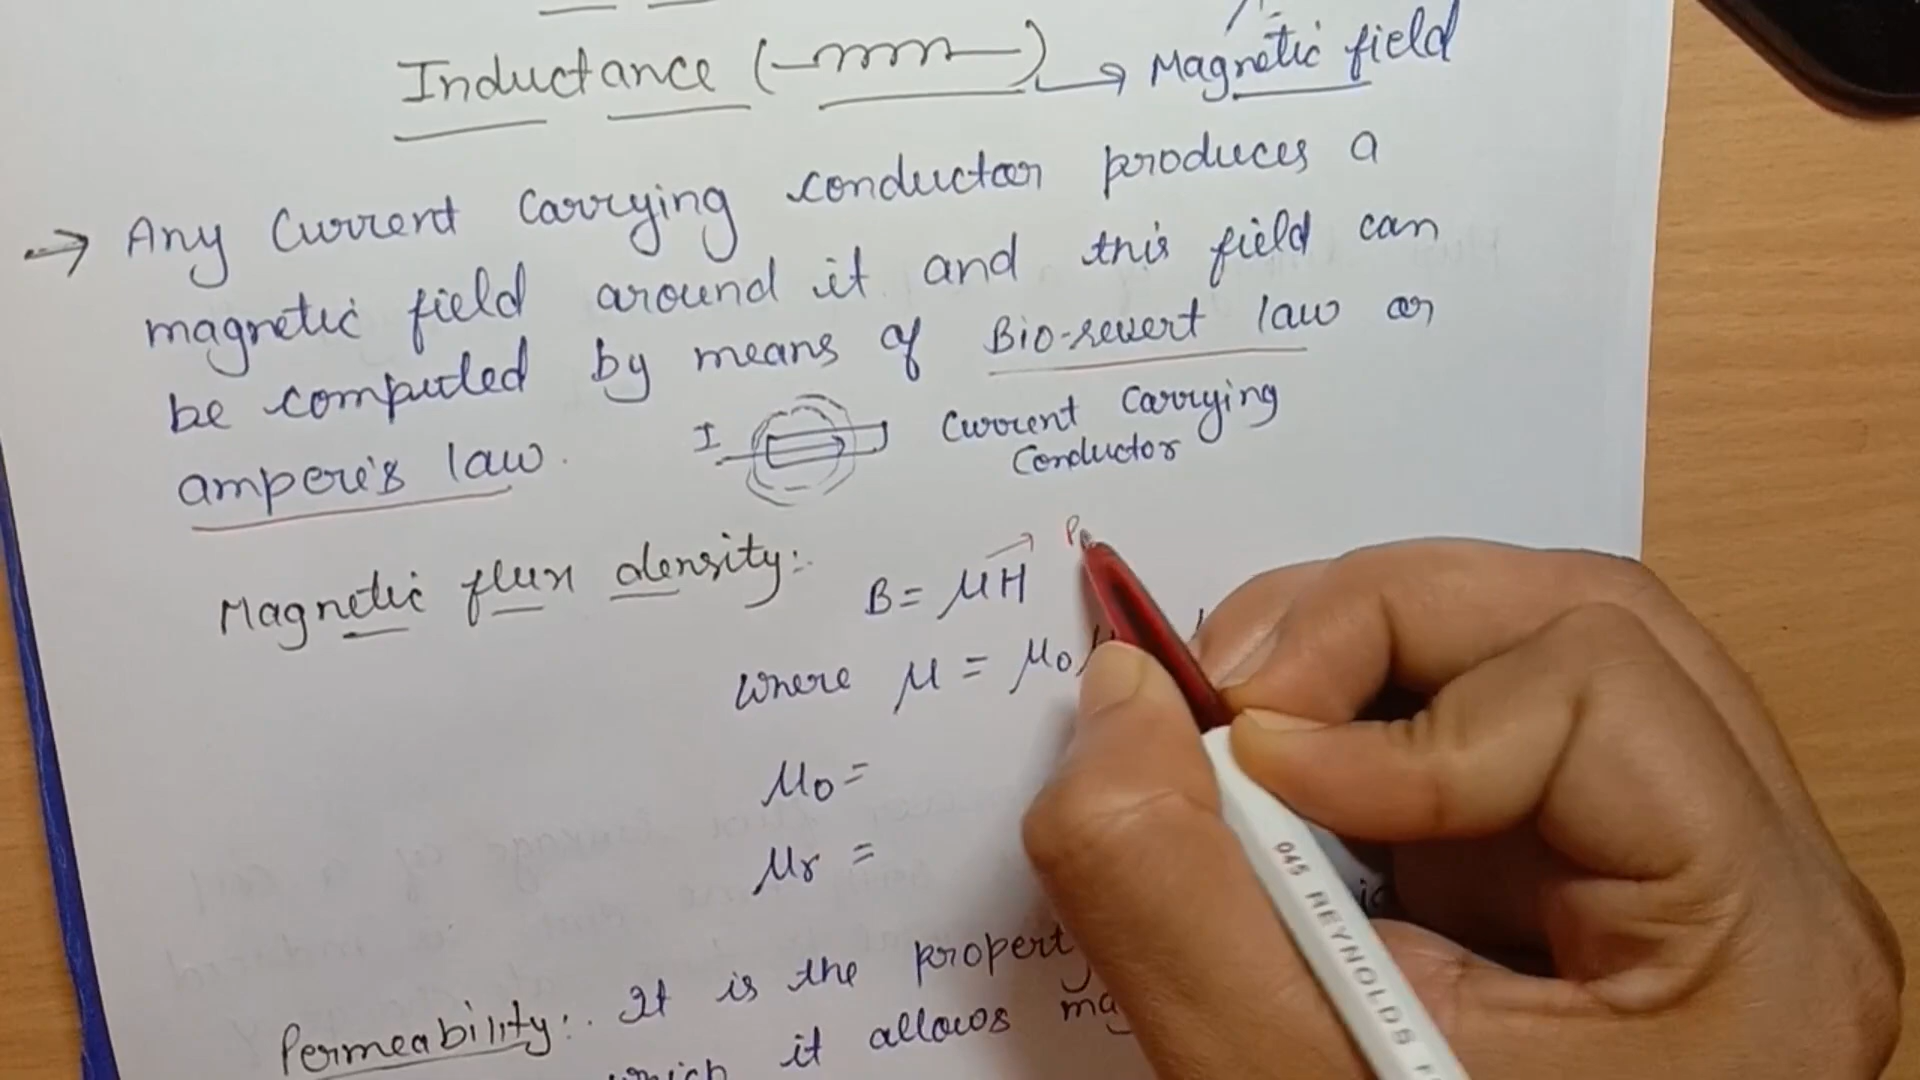 Inductance ( ) → Magnetic field
→ Any Current Carrying conductor produces a
magnetic field around it and this field can
be computed by means of Bio-severt law or
ampere's law. I Current Carrying
Conductor
Magnetic flux density:
B = μH
where μ = μ0
μ0 =
μr =
Permeability:. It is the propert
which it allows
045 REYNOLDS